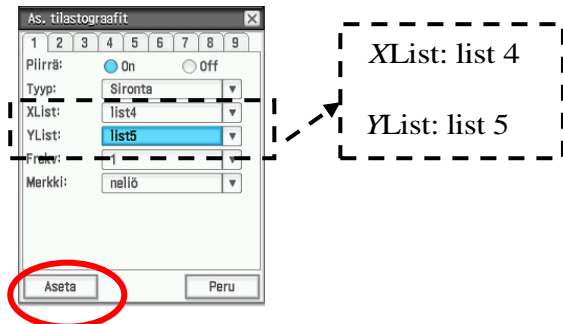 As. tilastograafit
1 2 3 4 5 6 7 8 9
Piirrä: On Off
Tyyp: Sironta
XList: list4
YList: list5
Frekv: 1
Merkki: neliö
Aseta Peru
XList: list 4
YList: list 5